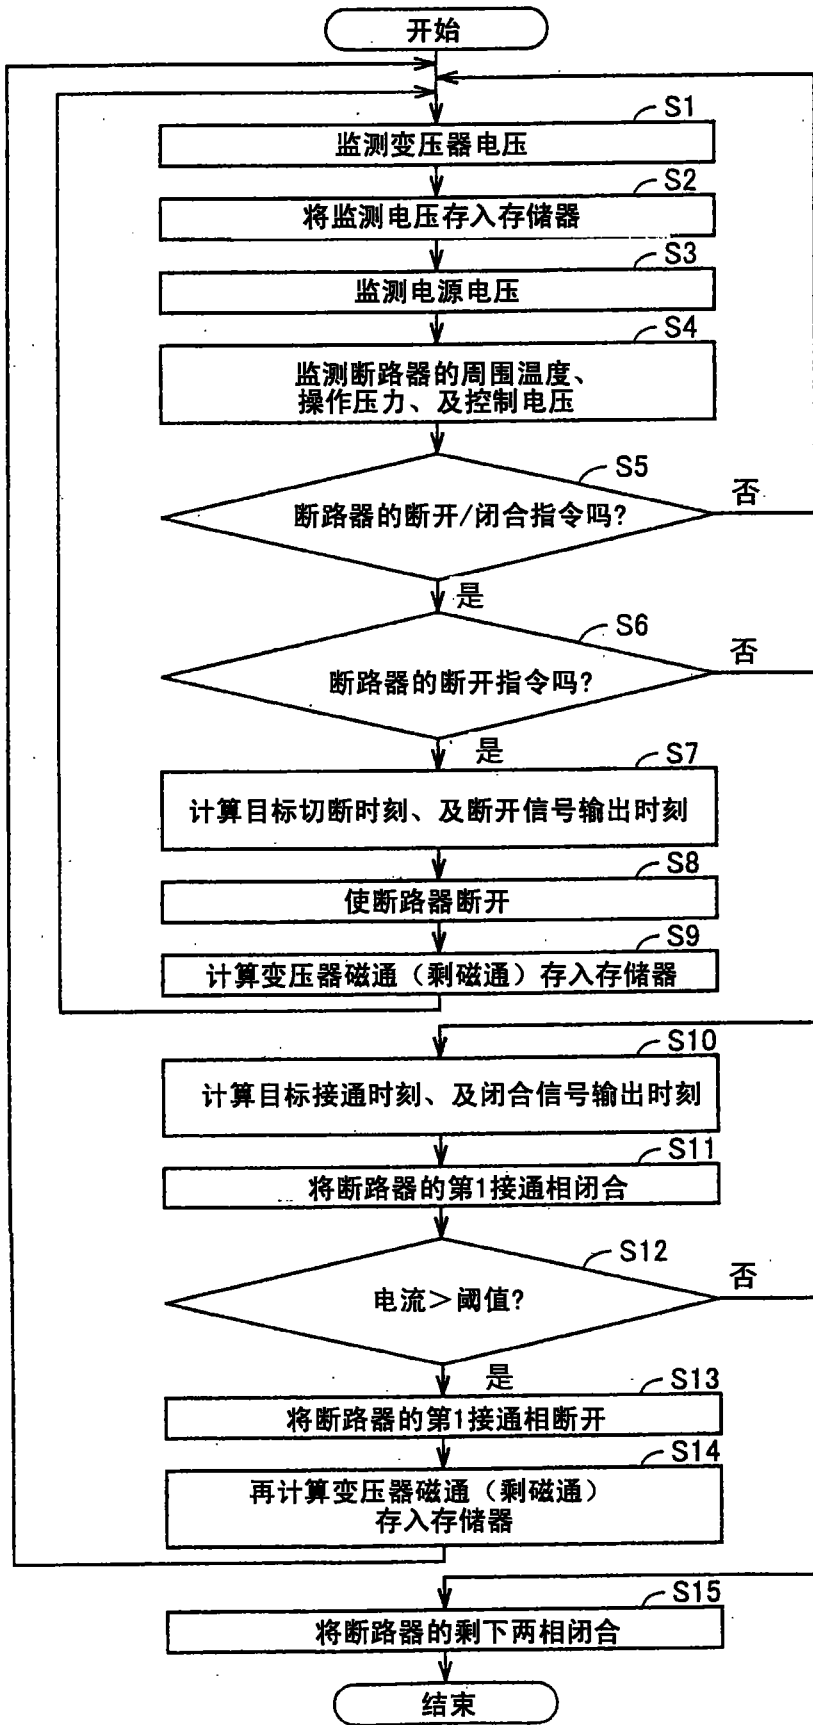 开始
S1
监测变压器电压
S2
将监测电压存入存储器
S3
监测电源电压
S4
监测断路器的周围温度、
操作压力、及控制电压
S5
断路器的断开/闭合指令吗?
否
是
S6
断路器的断开指令吗?
否
是
S7
计算目标切断时刻、及断开信号输出时刻
S8
使断路器断开
S9
计算变压器磁通（剩磁通）存入存储器
S10
计算目标接通时刻、及闭合信号输出时刻
S11
将断路器的第1接通相闭合
S12
电流＞阈值?
否
是
S13
将断路器的第1接通相断开
S14
再计算变压器磁通（剩磁通）
存入存储器
S15
将断路器的剩下两相闭合
结束